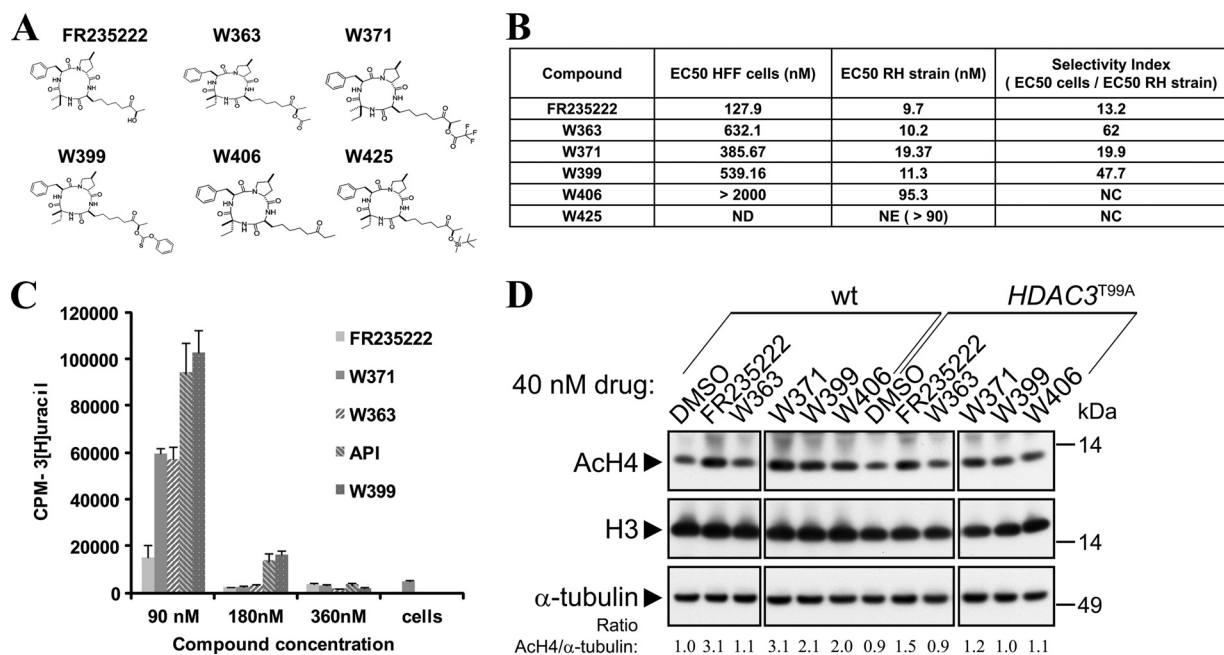 A
FR235222
W363
W371
W399
W406
W425
B
Compound | EC50 HFF cells (nM) | EC50 RH strain (nM) | Selectivity Index ( EC50 cells / EC50 RH strain)
FR235222 | 127.9 | 9.7 | 13.2
W363 | 632.1 | 10.2 | 62
W371 | 385.67 | 19.37 | 19.9
W399 | 539.16 | 11.3 | 47.7
W406 | > 2000 | 95.3 | NC
W425 | ND | NE ( > 90) | NC
C
CPM- 3[H]uracil
120000
100000
80000
60000
40000
20000
0
90 nM 180nM 360nM cells
Compound concentration
FR235222
W371
W363
API
W399
D
wt HDAC3T99A
40 nM drug: DMSO FR235222 W363 W371 W399 W406 DMSO FR235222 W363 W371 W399 W406
kDa
AcH4 14
H3 14
α-tubulin 49
Ratio
AcH4/α-tubulin: 1.0 3.1 1.1 3.1 2.1 2.0 0.9 1.5 0.9 1.2 1.0 1.1